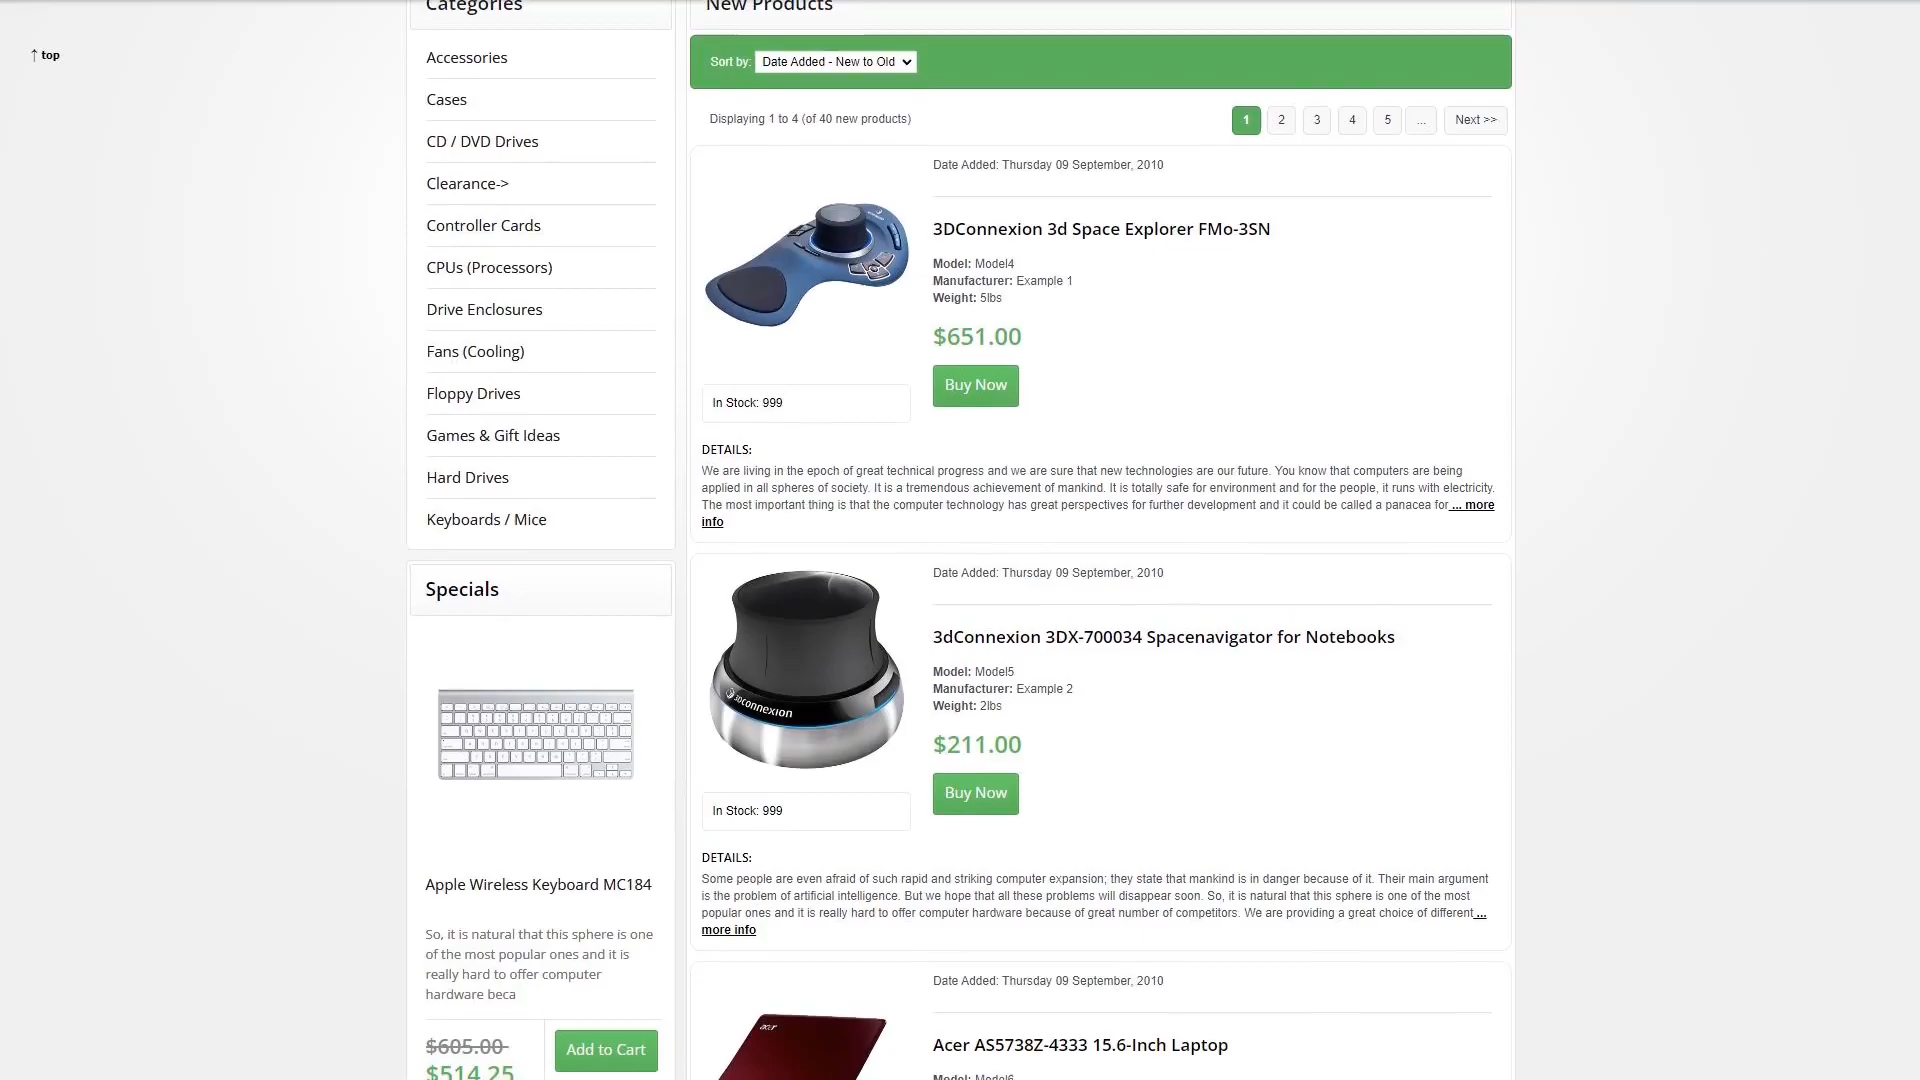 Categories
New Products
↑ top
Accessories
Cases
CD / DVD Drives
Clearance->
Controller Cards
CPUs (Processors)
Drive Enclosures
Fans (Cooling)
Floppy Drives
Games & Gift Ideas
Hard Drives
Keyboards / Mice
Specials
Apple Wireless Keyboard MC184
So, it is natural that this sphere is one
of the most popular ones and it is
really hard to offer computer
hardware beca
$605.00
$514.25
Add to Cart
Sort by: Date Added - New to Old
Displaying 1 to 4 (of 40 new products)
1 2 3 4 5 ... Next >>
Date Added: Thursday 09 September, 2010
3DConnexion 3d Space Explorer FMo-3SN
Model: Model4
Manufacturer: Example 1
Weight: 5lbs
$651.00
Buy Now
In Stock: 999
DETAILS:
We are living in the epoch of great technical progress and we are sure that new technologies are our future. You know that computers are being
applied in all spheres of society. It is a tremendous achievement of mankind. It is totally safe for environment and for the people, it runs with electricity.
The most important thing is that the computer technology has great perspectives for further development and it could be called a panacea for ... more
info
Date Added: Thursday 09 September, 2010
3dConnexion 3DX-700034 Spacenavigator for Notebooks
3Dconnexion
Model: Model5
Manufacturer: Example 2
Weight: 2lbs
$211.00
Buy Now
In Stock: 999
DETAILS:
Some people are even afraid of such rapid and striking computer expansion; they state that mankind is in danger because of it. Their main argument
is the problem of artificial intelligence. But we hope that all these problems will disappear soon. So, it is natural that this sphere is one of the most
popular ones and it is really hard to offer computer hardware because of great number of competitors. We are providing a great choice of different ...
more info
Date Added: Thursday 09 September, 2010
acer
Acer AS5738Z-4333 15.6-Inch Laptop
Model: Model6